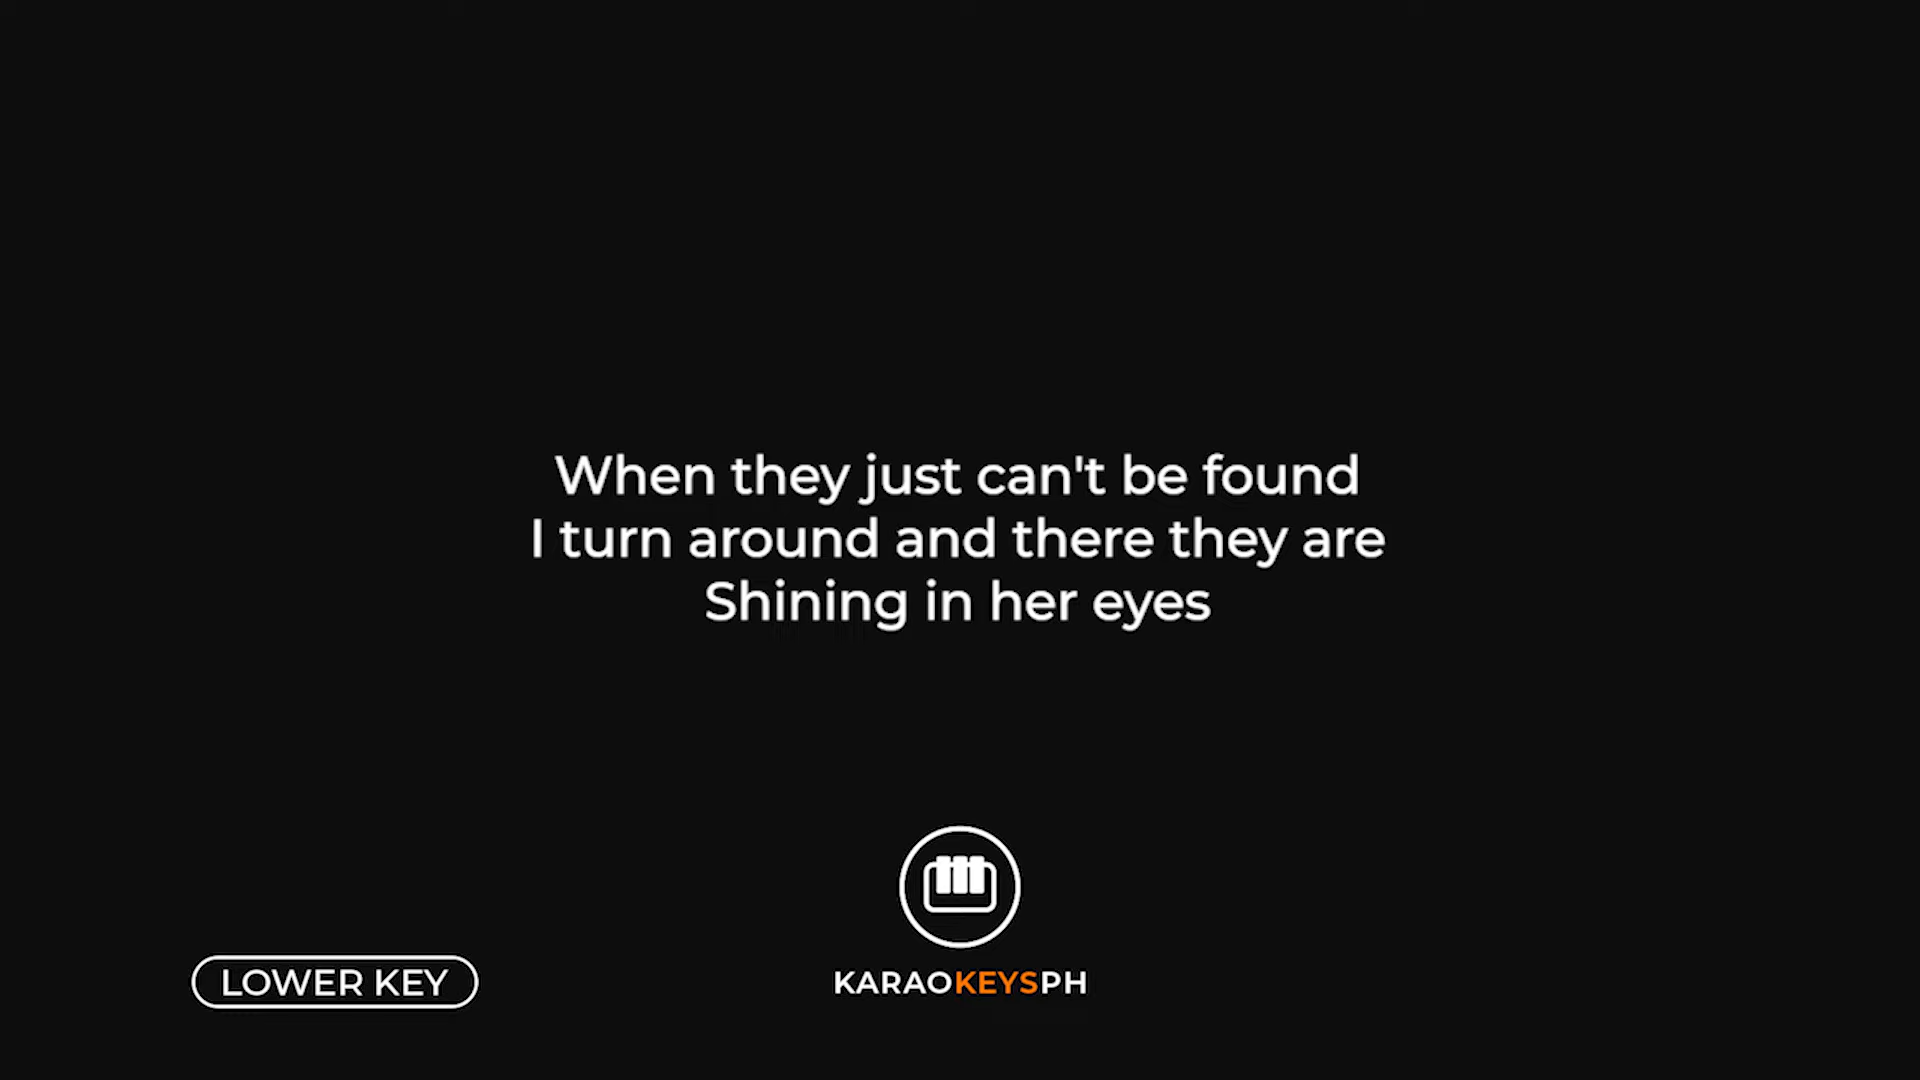 When they just can't be found
I turn around and there they are
Shining in her eyes
LOWER KEY
KARAOKEYSPH